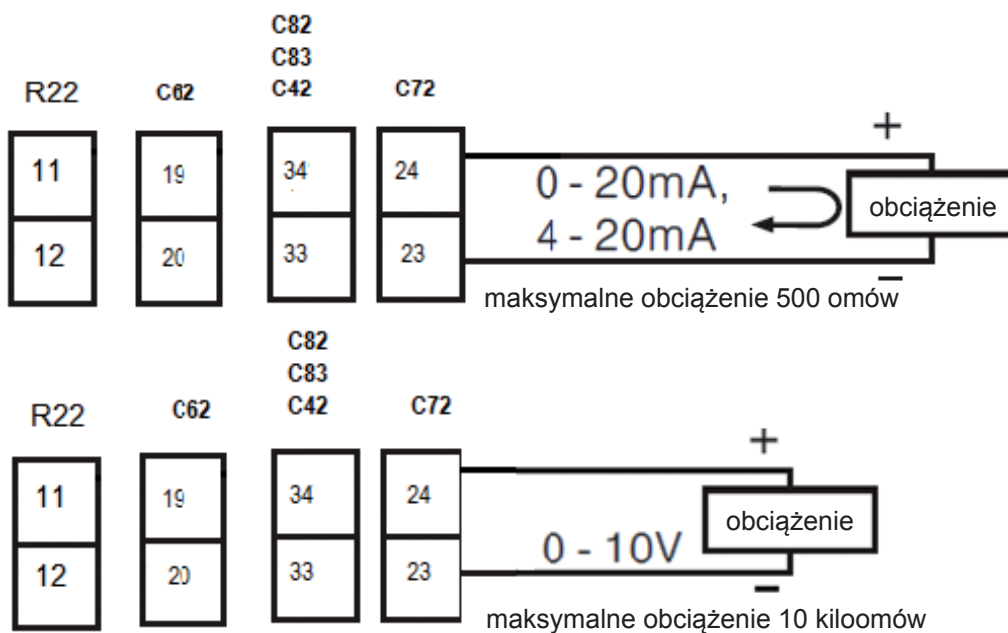 C82
C83
R22 C62 C42 C72
+
11 19 34 24
0 - 20mA,
obciążenie
4 - 20mA
12 20 33 23
–
maksymalne obciążenie 500 omów
C82
C83
R22 C62 C42 C72
+
11 19 34 24
obciążenie
0 - 10V
12 20 33 23
–
maksymalne obciążenie 10 kiloomów